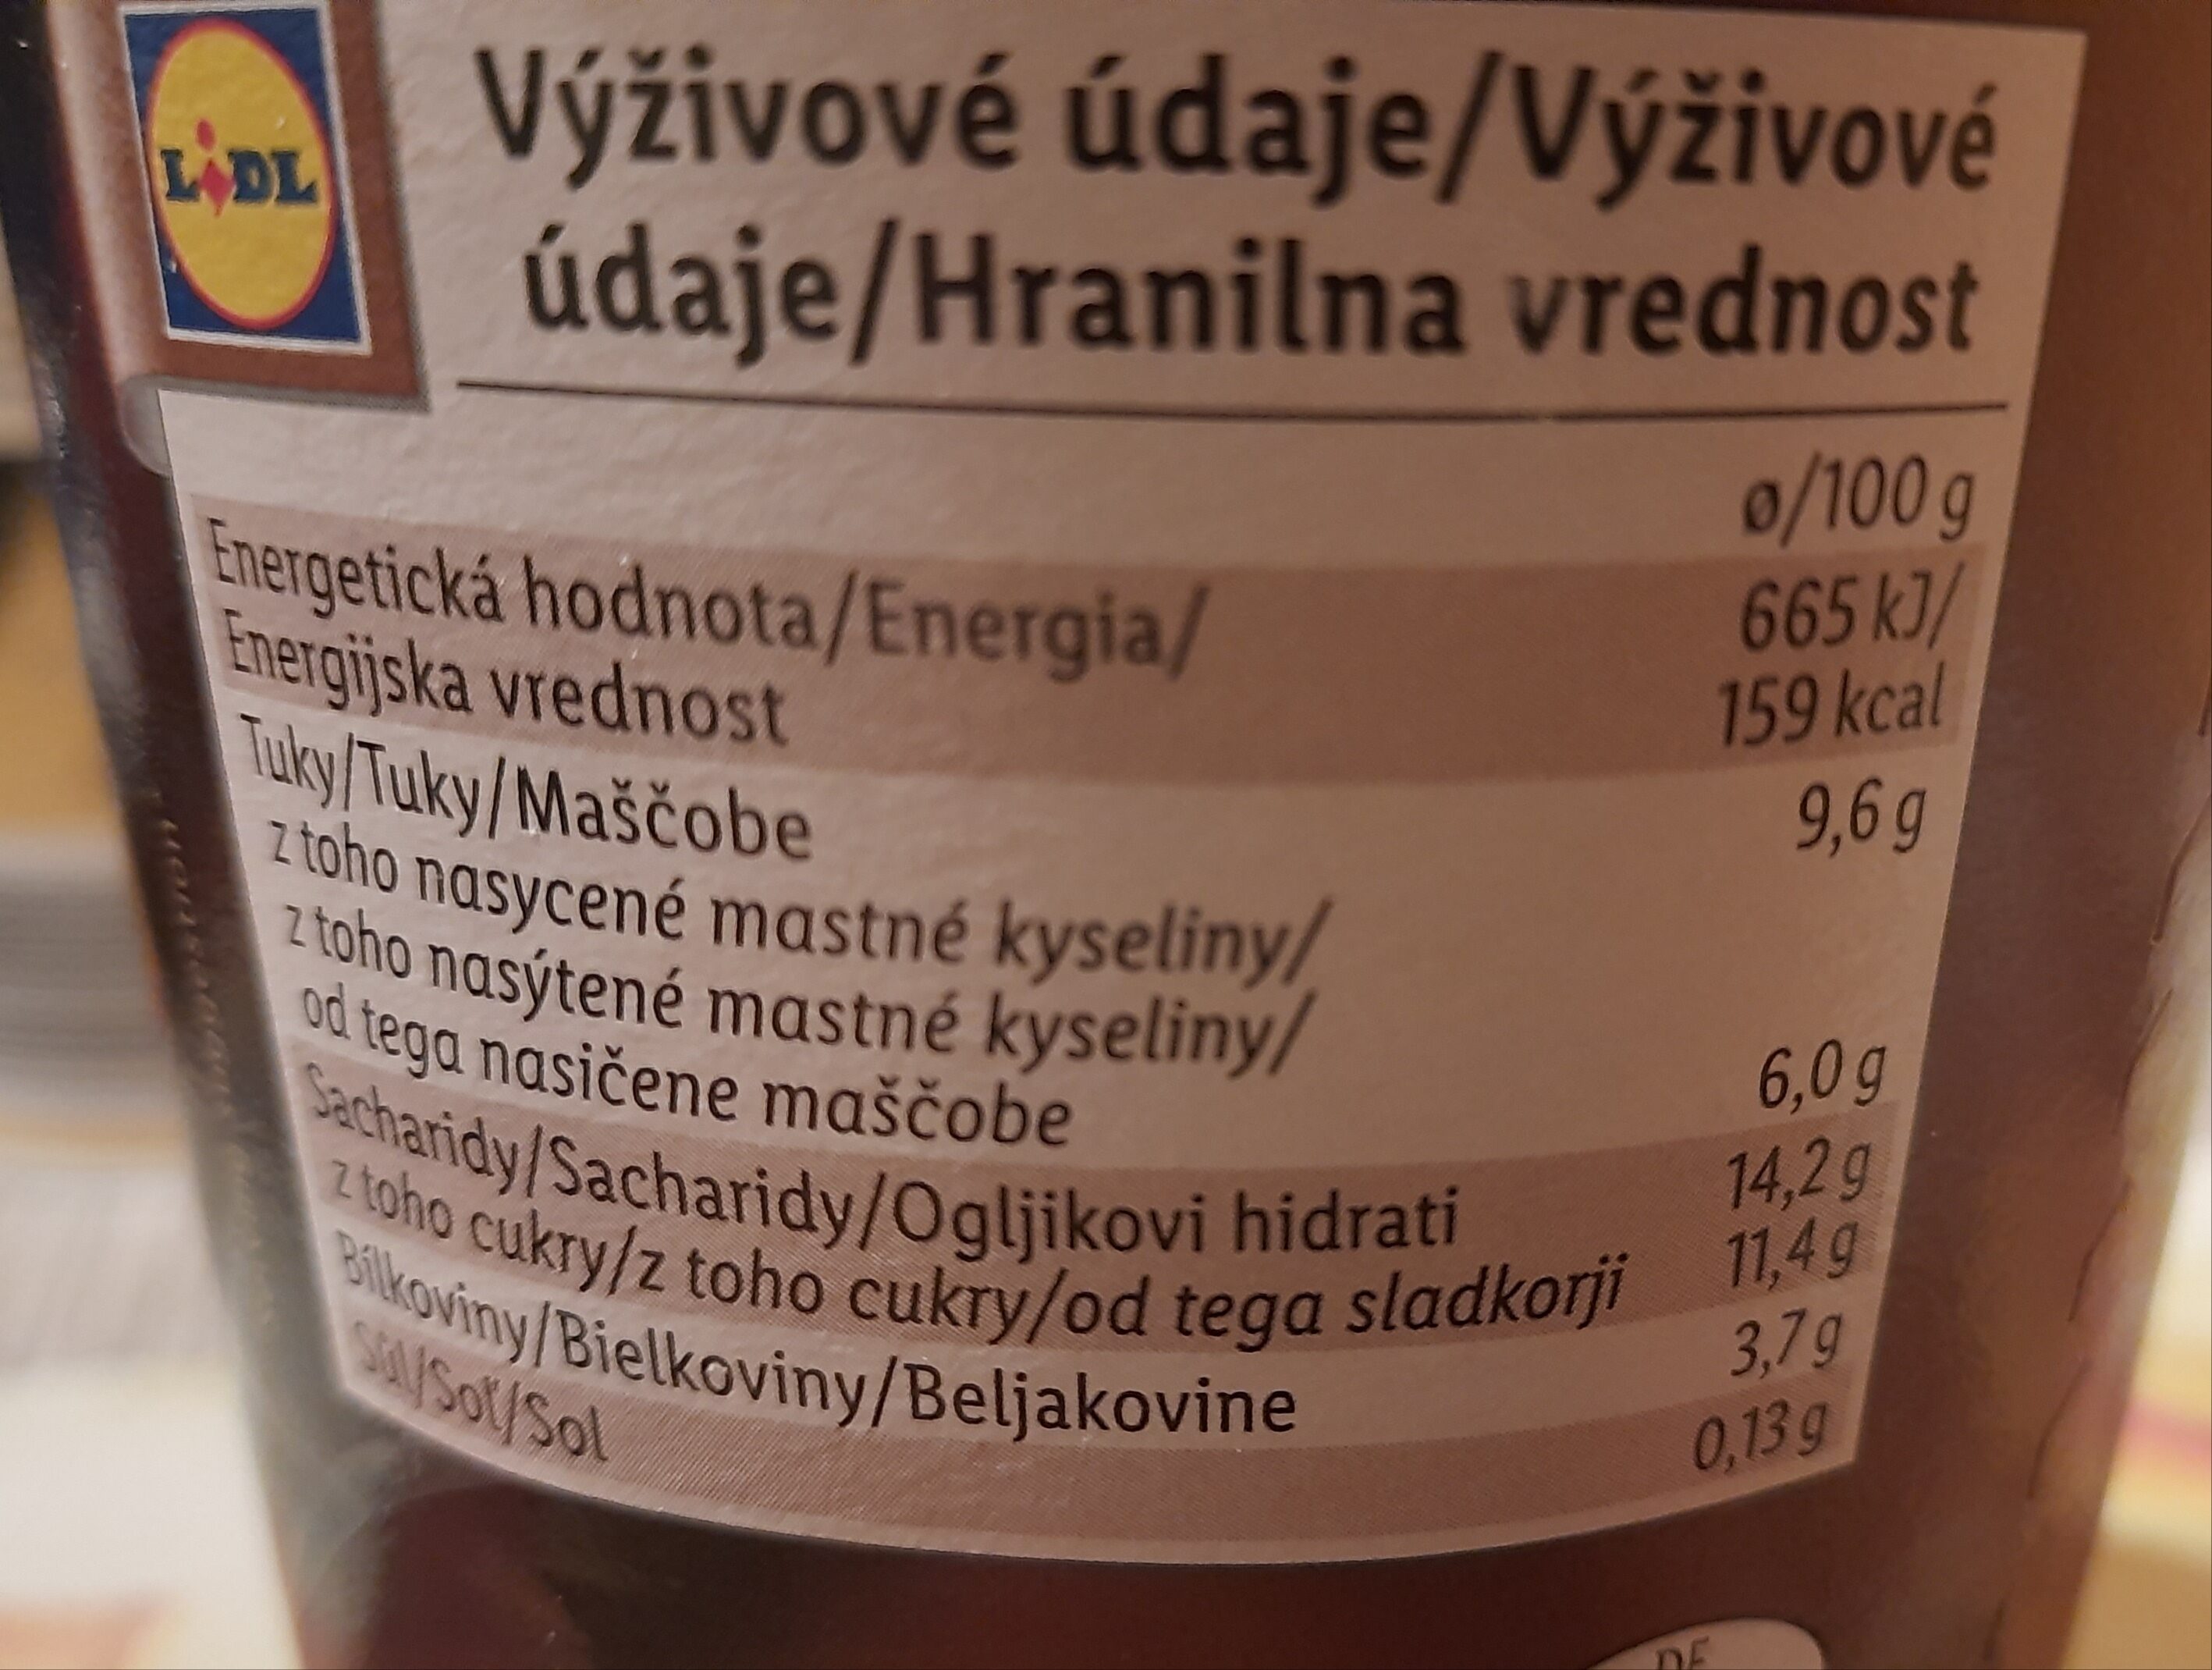 LIDL
Výživové údaje/Výživové
údaje/Hranilna vrednost
ø/100 g
Energetická hodnota/Energia/ 665 kJ/
Energijska vrednost 159 kcal
Tuky/Tuky/Maščobe 9,6 g
z toho nasycené mastné kyseliny/
z toho nasýtené mastné kyseliny/
od tega nasičene maščobe 6,0 g
Sacharidy/Sacharidy/Ogljikovi hidrati 14,2 g
z toho cukry/z toho cukry/od tega sladkorji 11,4 g
Bílkoviny/Bielkoviny/Beljakovine 3,7 g
Sůl/Soľ/Sol 0,13 g
DE